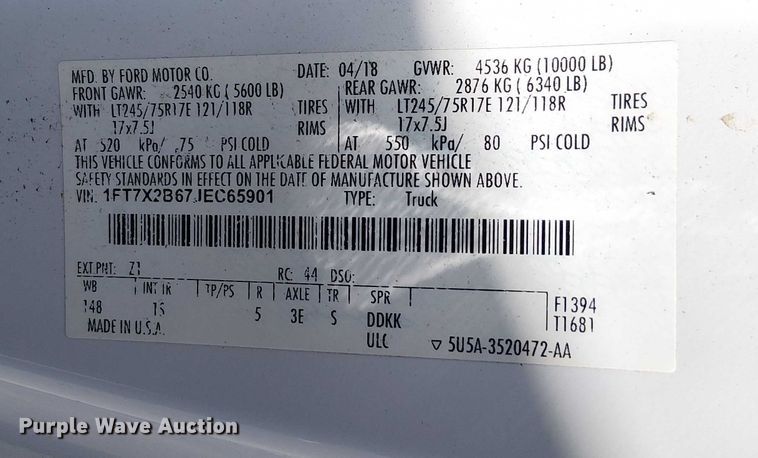 MFD. BY FORD MOTOR CO. DATE: 04/18 GVWR: 4536 KG (10000 LB)
FRONT GAWR: 2540 KG ( 5600 LB) REAR GAWR: 2876 KG ( 6340 LB)
WITH LT245/75R17E 121/118R TIRES WITH LT245/75R17E 121/118R TIRES
17x7.5J RIMS 17x7.5J RIMS
AT 520 kPa/ 75 PSI COLD AT 550 kPa/ 80 PSI COLD
THIS VEHICLE CONFORMS TO ALL APPLICABLE FEDERAL MOTOR VEHICLE
SAFETY STANDARDS IN EFFECT ON THE DATE OF MANUFACTURE SHOWN ABOVE.
VIN: 1FT7X2B67JEC65901 TYPE: Truck
EXT PNT: Z1 RC: 44 DSO:
WB INT TR TP/PS R AXLE TR SPR F1394
148 5 3E S DDKK T1681
MADE IN U.S.A. ULC ▽ 5U5A-3520472-AA
Purple Wave Auction